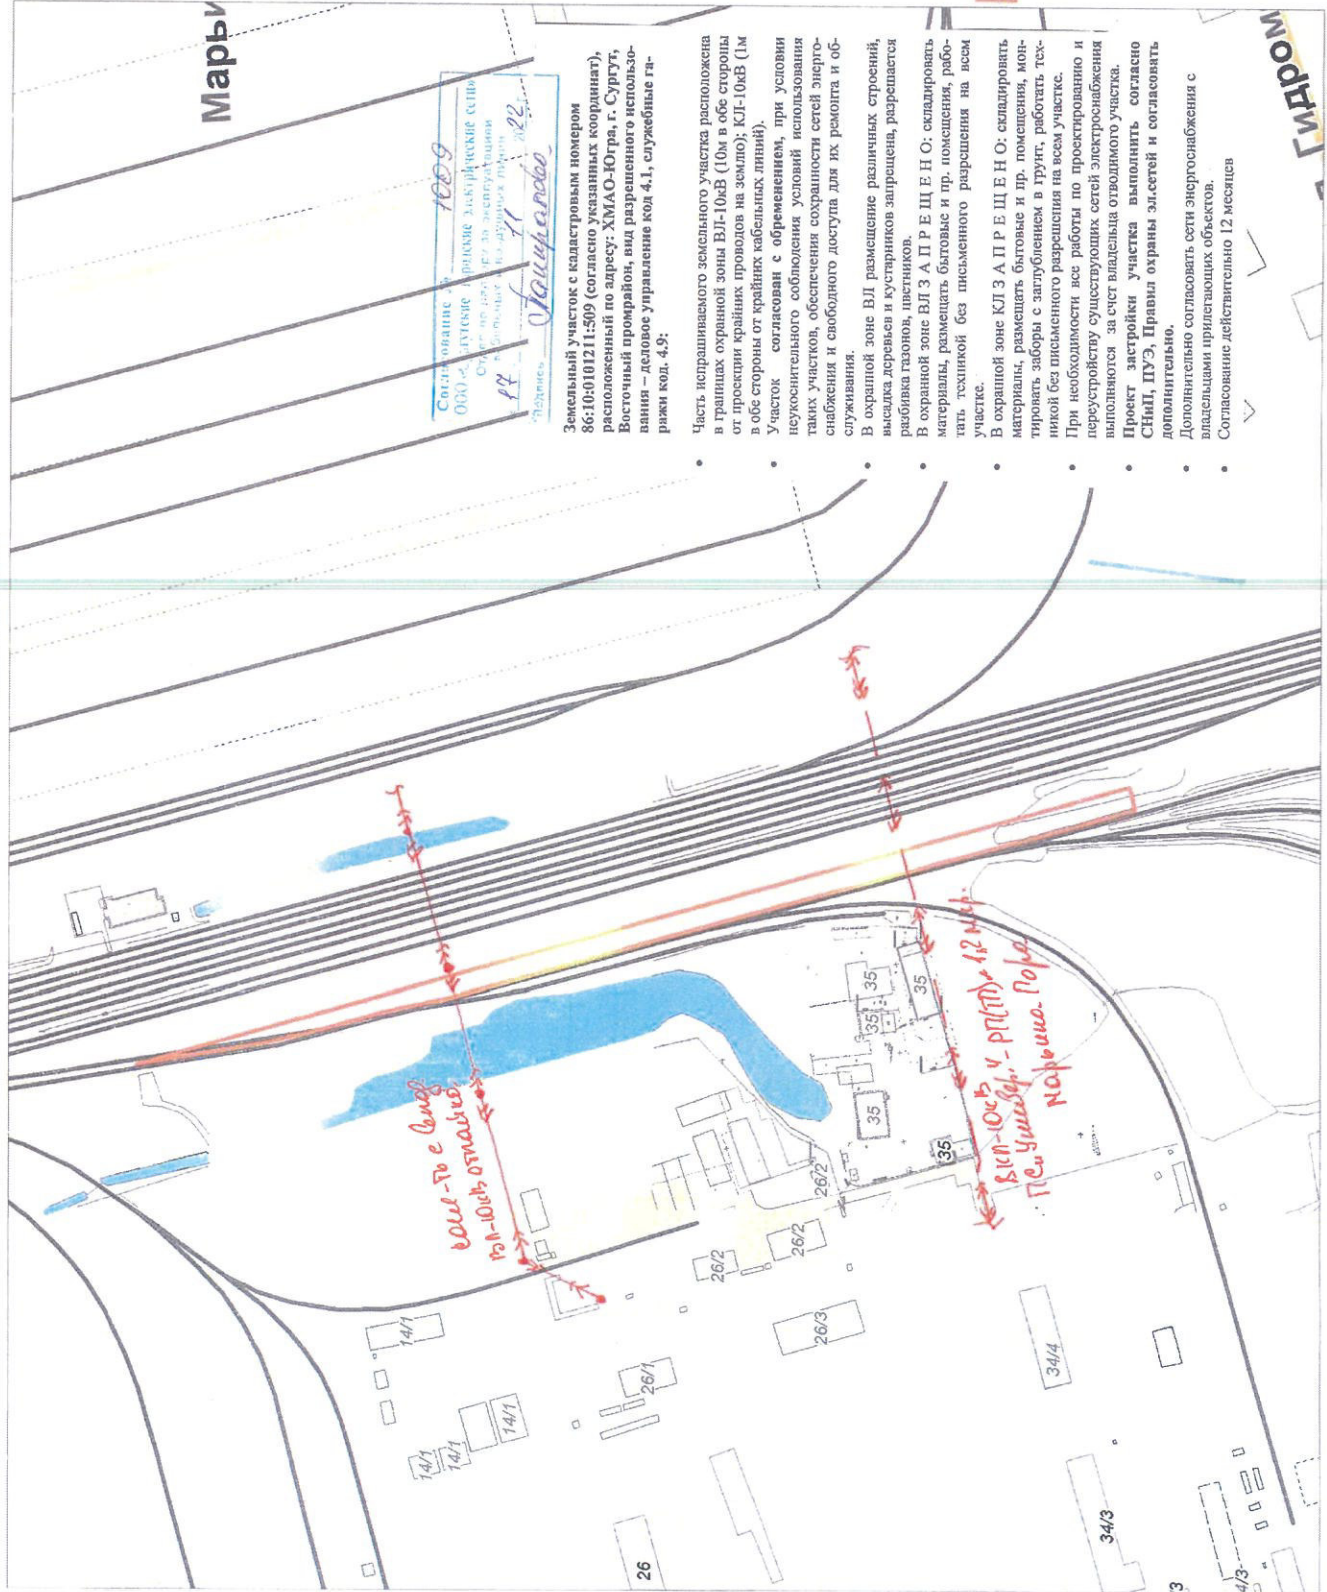 Марьи
Гидром
Согласование № 1009
ООО «Сургутские городские электрические сети»
Отдел по надзору за эксплуатацией
17 11 2022
Подпись
Земельный участок с кадастровым номером
86:10:0101211:509 (согласно указанных координат),
расположенный по адресу: ХМАО-Югра, г. Сургут,
Восточный промрайон, вид разрешенного использо-
вания – деловое управление код 4.1, служебные га-
ражи код. 4.9:
• Часть испрашиваемого земельного участка расположена
в границах охранной зоны ВЛ-10кВ (10м в обе стороны
от проекции крайних проводов на землю); КЛ-10кВ (1м
в обе стороны от крайних кабельных линий).
• Участок согласован с обременением, при условии
неукоснительного соблюдения условий использования
таких участков, обеспечения сохранности сетей энерго-
снабжения и свободного доступа для их ремонта и об-
служивания.
• В охранной зоне ВЛ размещение различных строений,
высадка деревьев и кустарников запрещена, разрешается
разбивка газонов, цветников.
• В охранной зоне ВЛ З А П Р Е Щ Е Н О: складировать
материалы, размещать бытовые и пр. помещения, рабо-
тать техникой без письменного разрешения на всем
участке.
• В охранной зоне КЛ З А П Р Е Щ Е Н О: складировать
материалы, размещать бытовые и пр. помещения, мон-
тировать заборы с заглублением в грунт, работать тех-
никой без письменного разрешения на всем участке.
• При необходимости все работы по проектированию и
переустройству существующих сетей электроснабжения
выполняются за счет владельца отводимого участка.
• Проект застройки участка выполнить согласно
СНиП, ПУЭ, Правил охраны эл.сетей и согласовать
дополнительно.
• Дополнительно согласовать сети энергоснабжения с
владельцами прилегающих объектов.
• Согласование действительно 12 месяцев
ВЛ-10кВ отпайка
ВКЛ-10кВ
Марьина Гора
35
35
35
35
35
26/2
26/2
26/2
26/3
26/1
14/1
14/1
14/1
14/1
34/4
34/3
26